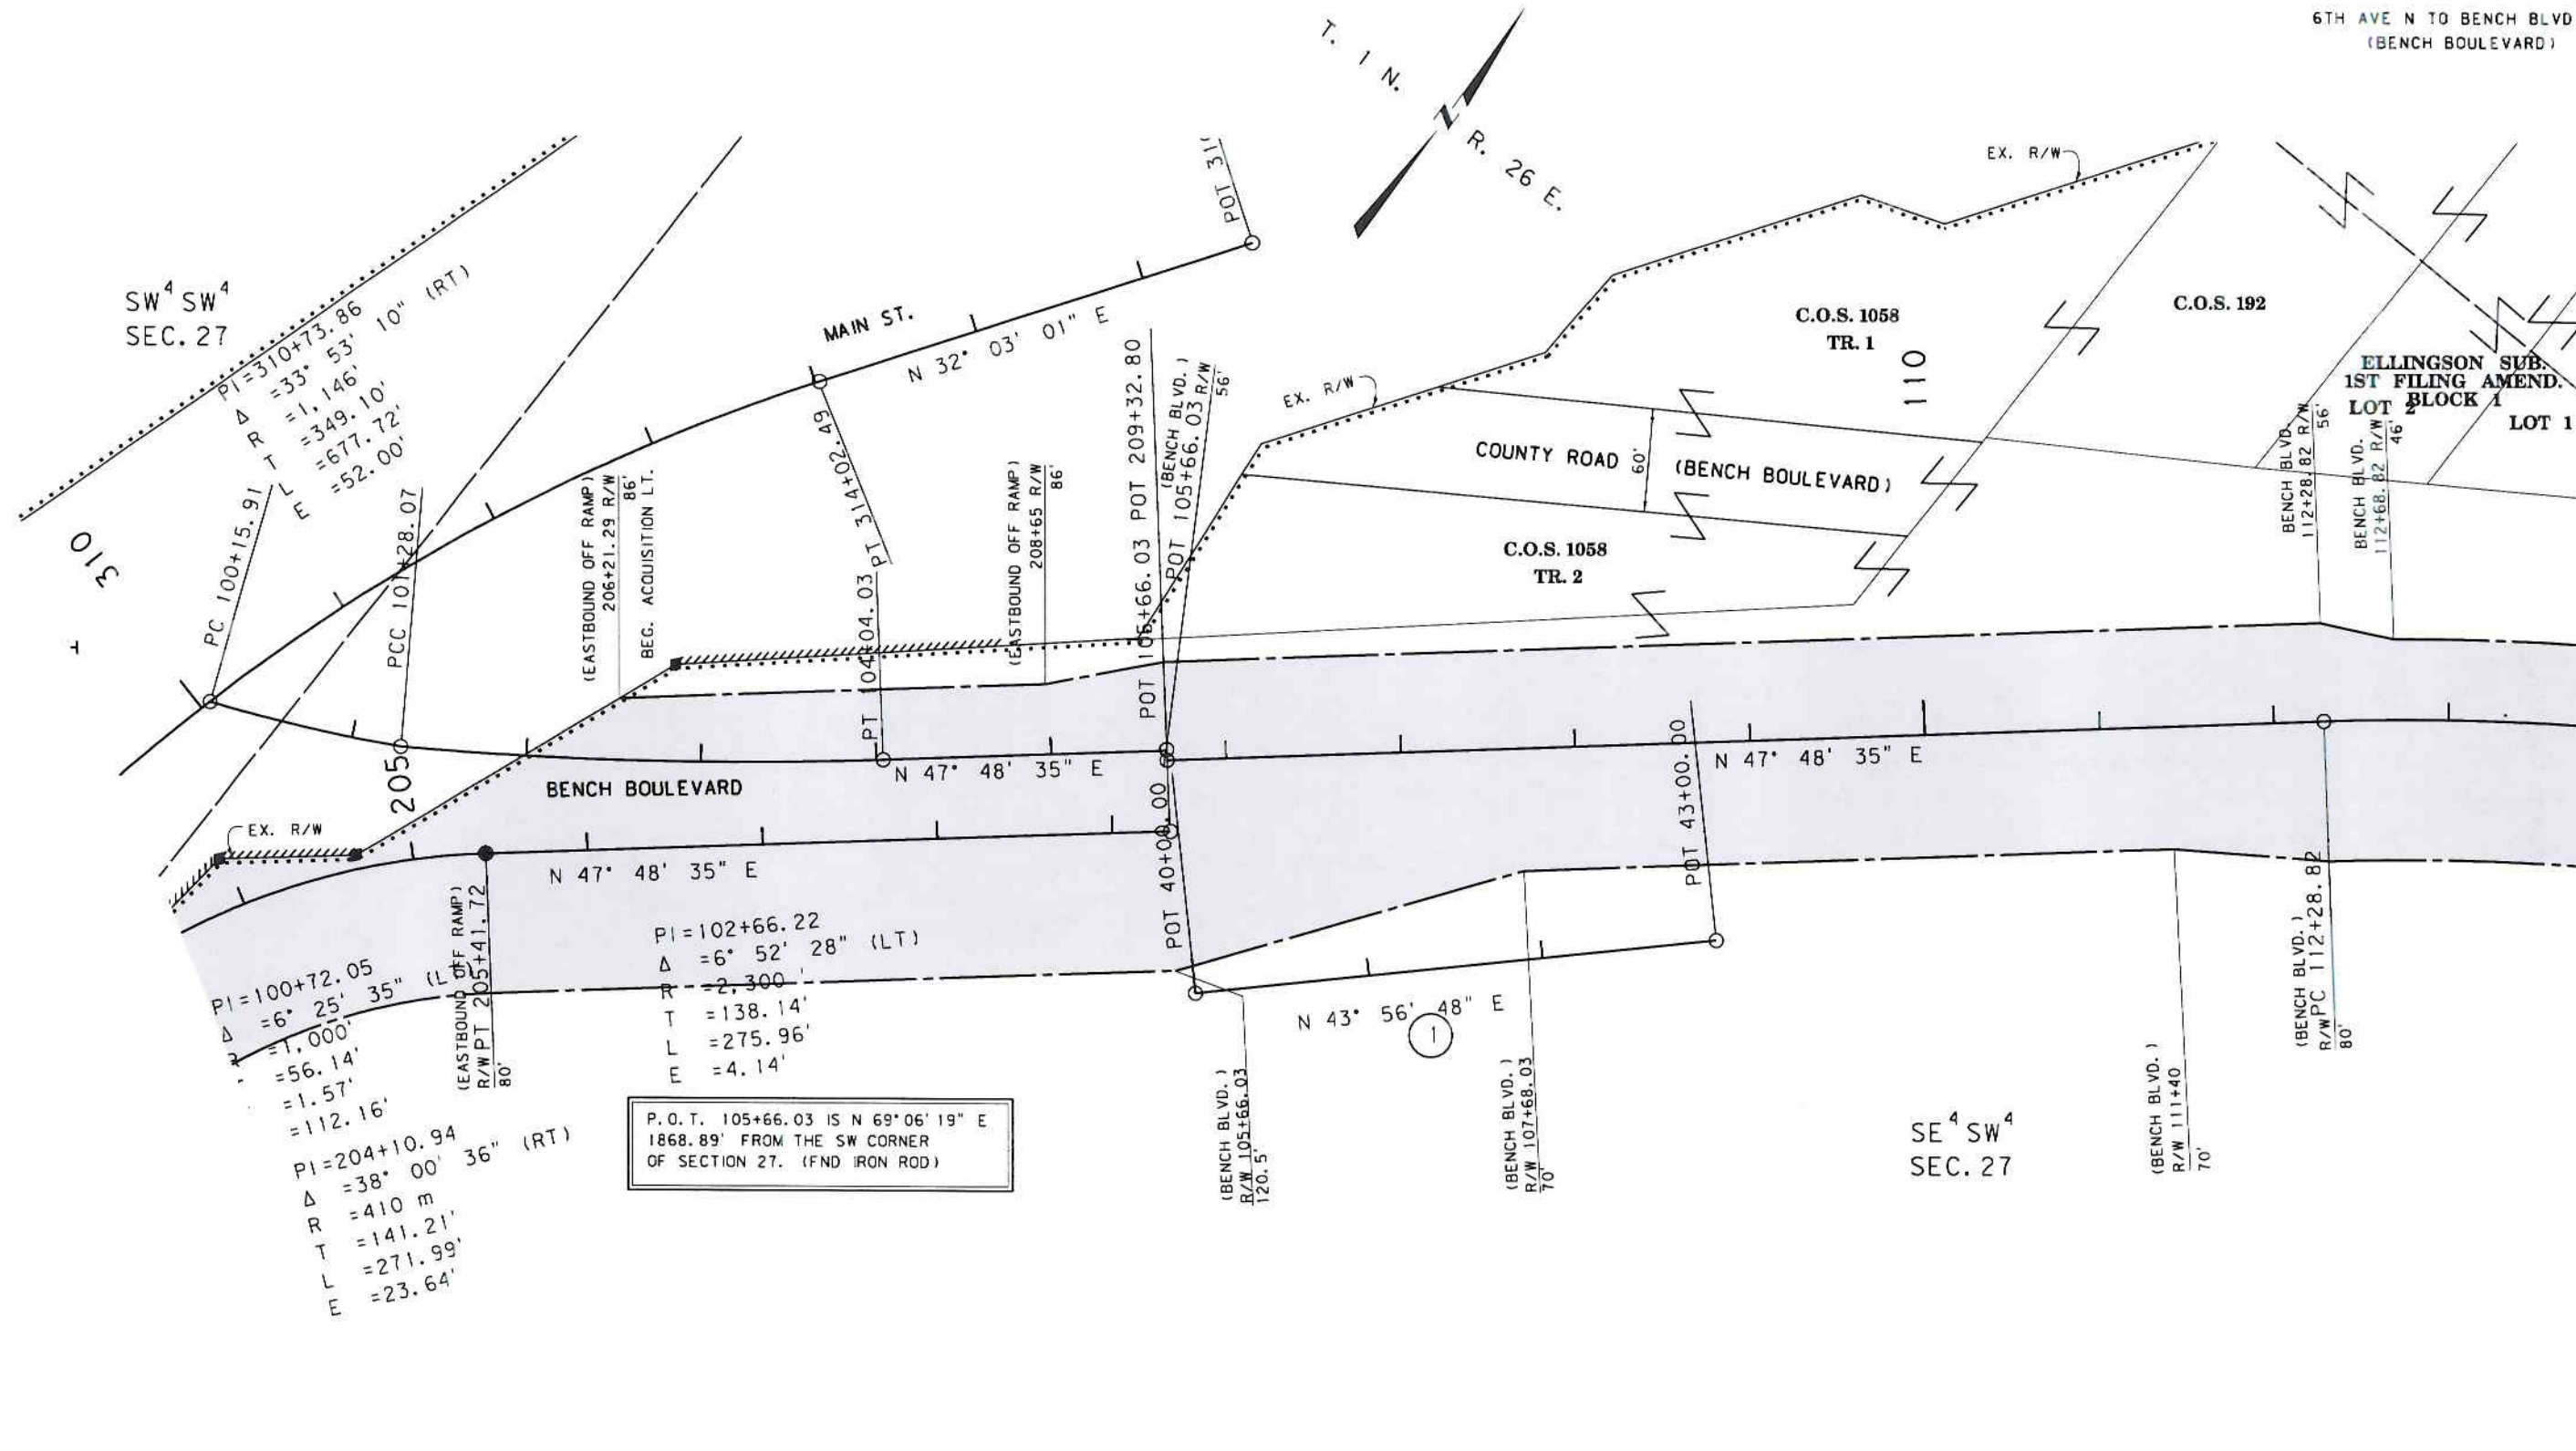 6TH AVE N TO BENCH BLVD
(BENCH BOULEVARD)
T. 1 N.
R. 26 E.
Z
SW⁴ SW⁴
SEC. 27
PI=310+73.86
Δ =33° 53' 10" (RT)
R =1,146'
T =349.10'
L =677.72'
E =52.00'
310
PC 100+15.91
PCC 101+28.07
205
MAIN ST.
N 32° 03' 01" E
PT 314+02.49
(EASTBOUND OFF RAMP)
206+21.29 R/W
86'
BEG. ACQUISITION LT.
PT 104+04.03
(EASTBOUND OFF RAMP)
208+65 R/W
86'
POT 105+66.03 POT 209+32.80
(BENCH BLVD.)
POT 105+66.03 R/W
56'
EX. R/W
EX. R/W
C.O.S. 1058
TR. 1
110
C.O.S. 192
ELLINGSON SUB.
1ST FILING AMEND.
BLOCK 1
LOT 2
LOT 1
COUNTY ROAD
60'
(BENCH BOULEVARD)
C.O.S. 1058
TR. 2
BENCH BLVD.
112+28.82 R/W
56'
BENCH BLVD.
112+68.82 R/W
46'
BENCH BOULEVARD
N 47° 48' 35" E
N 47° 48' 35" E
EX. R/W
N 47° 48' 35" E
POT 40+00.00
POT 43+00.00
N 43° 56' 48" E
1
PI=100+72.05
Δ =6° 25' 35" (LT)
=1,000'
=56.14'
=1.57'
=112.16'
(EASTBOUND OFF RAMP)
R/W PT 205+41.72
80'
PI=102+66.22
Δ =6° 52' 28" (LT)
R =2,300'
T =138.14'
L =275.96'
E =4.14'
P.O.T. 105+66.03 IS N 69°06'19" E
1868.89' FROM THE SW CORNER
OF SECTION 27. (FND IRON ROD)
PI=204+10.94
Δ =38° 00' 36" (RT)
R =410 m
T =141.21'
L =271.99'
E =23.64'
(BENCH BLVD.)
R/W 105+66.03
120.5'
(BENCH BLVD.)
R/W 107+68.03
70'
(BENCH BLVD.)
R/W 111+40
70'
(BENCH BLVD.)
R/W PC 112+28.82
80'
SE⁴ SW⁴
SEC. 27